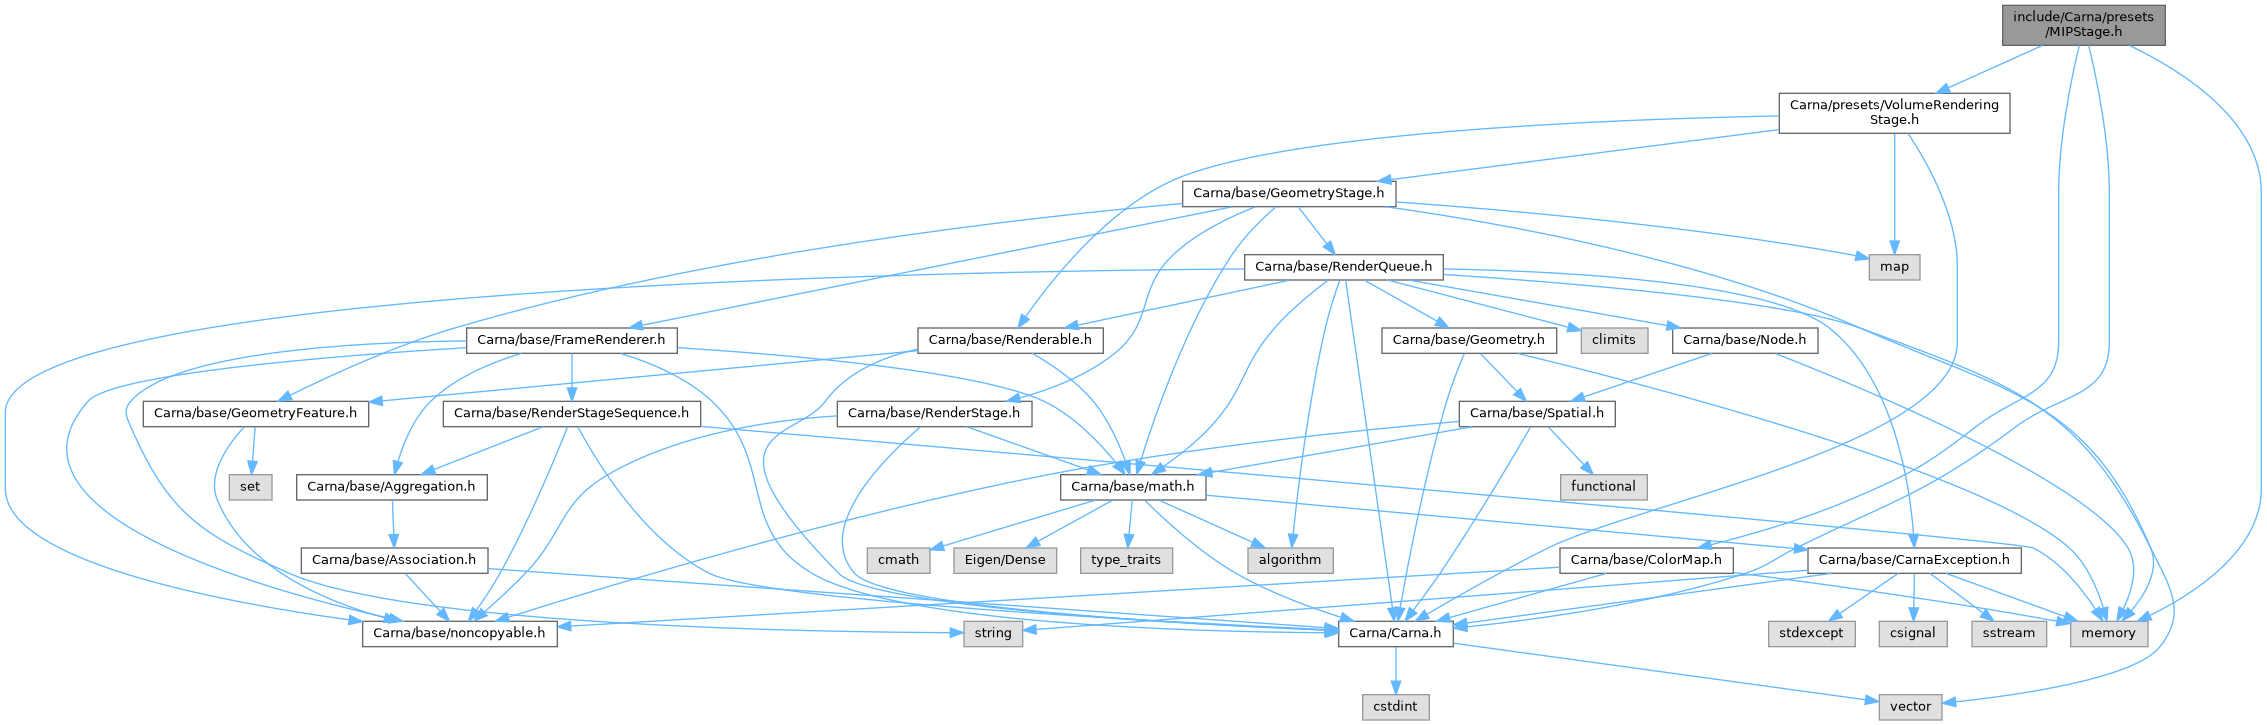 include/Carna/presets
/MIPStage.h
Carna/presets/VolumeRendering
Stage.h
Carna/base/GeometryStage.h
Carna/base/RenderQueue.h
map
Carna/base/FrameRenderer.h
Carna/base/Renderable.h
Carna/base/Geometry.h
climits
Carna/base/Node.h
Carna/base/GeometryFeature.h
Carna/base/RenderStageSequence.h
Carna/base/RenderStage.h
Carna/base/Spatial.h
set
Carna/base/Aggregation.h
Carna/base/math.h
functional
Carna/base/Association.h
cmath
Eigen/Dense
type_traits
algorithm
Carna/base/ColorMap.h
Carna/base/CarnaException.h
Carna/base/noncopyable.h
string
Carna/Carna.h
stdexcept
csignal
sstream
memory
cstdint
vector